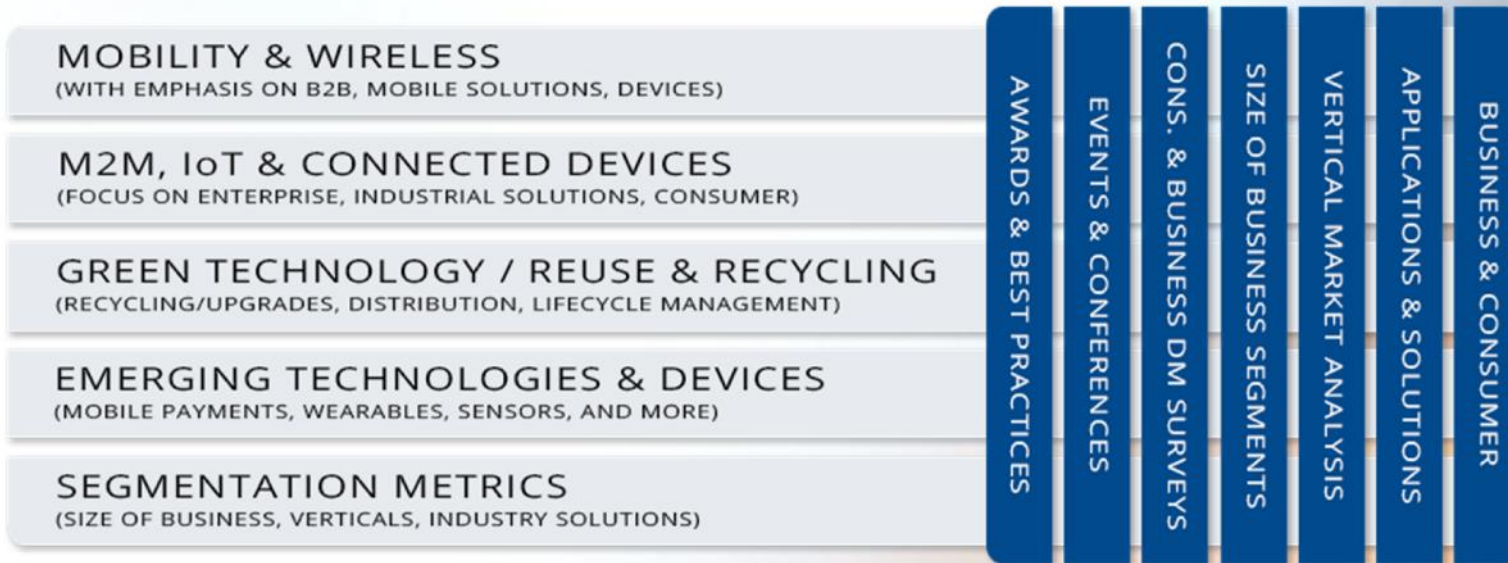 MOBILITY & WIRELESS
(WITH EMPHASIS ON B2B, MOBILE SOLUTIONS, DEVICES)
M2M, IoT & CONNECTED DEVICES
(FOCUS ON ENTERPRISE, INDUSTRIAL SOLUTIONS, CONSUMER)
GREEN TECHNOLOGY / REUSE & RECYCLING
(RECYCLING/UPGRADES, DISTRIBUTION, LIFECYCLE MANAGEMENT)
EMERGING TECHNOLOGIES & DEVICES
(MOBILE PAYMENTS, WEARABLES, SENSORS, AND MORE)
SEGMENTATION METRICS
(SIZE OF BUSINESS, VERTICALS, INDUSTRY SOLUTIONS)
AWARDS & BEST PRACTICES
EVENTS & CONFERENCES
CONS. & BUSINESS DM SURVEYS
SIZE OF BUSINESS SEGMENTS
VERTICAL MARKET ANALYSIS
APPLICATIONS & SOLUTIONS
BUSINESS & CONSUMER